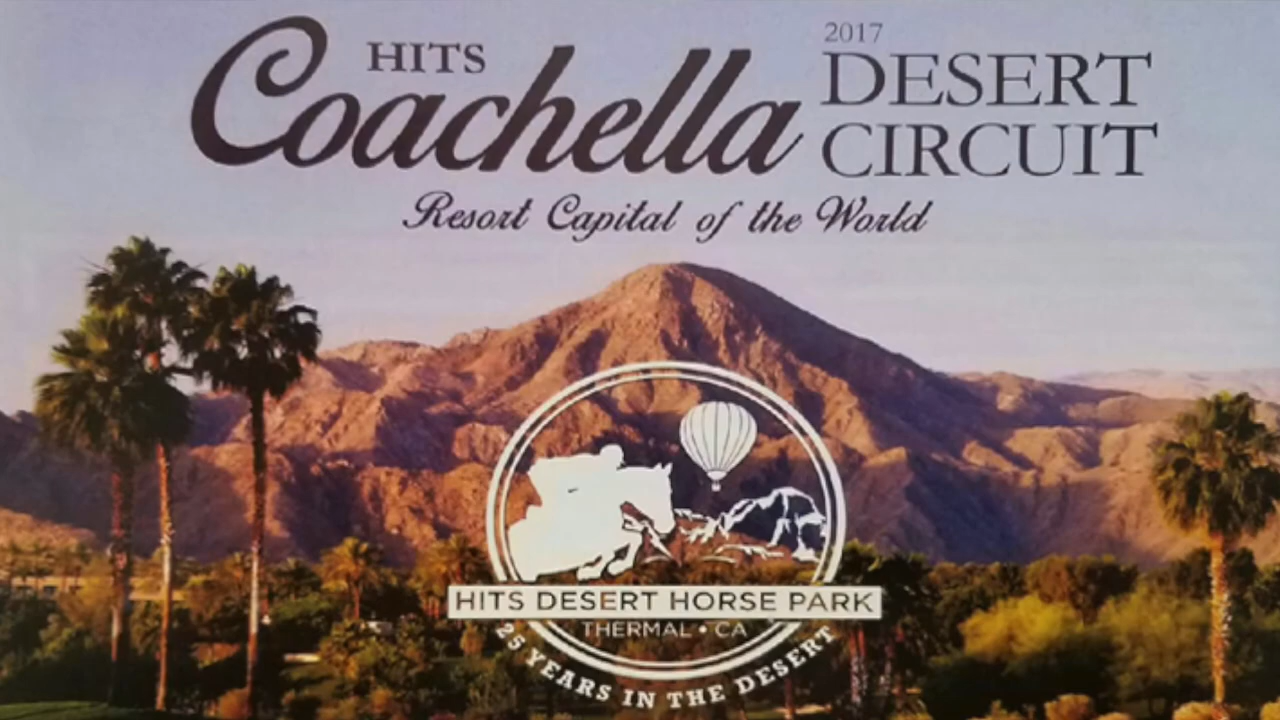 HITS
Coachella
2017
DESERT
CIRCUIT
Resort Capital of the World
HITS DESERT HORSE PARK
THERMAL • CA
25 YEARS IN THE DESERT